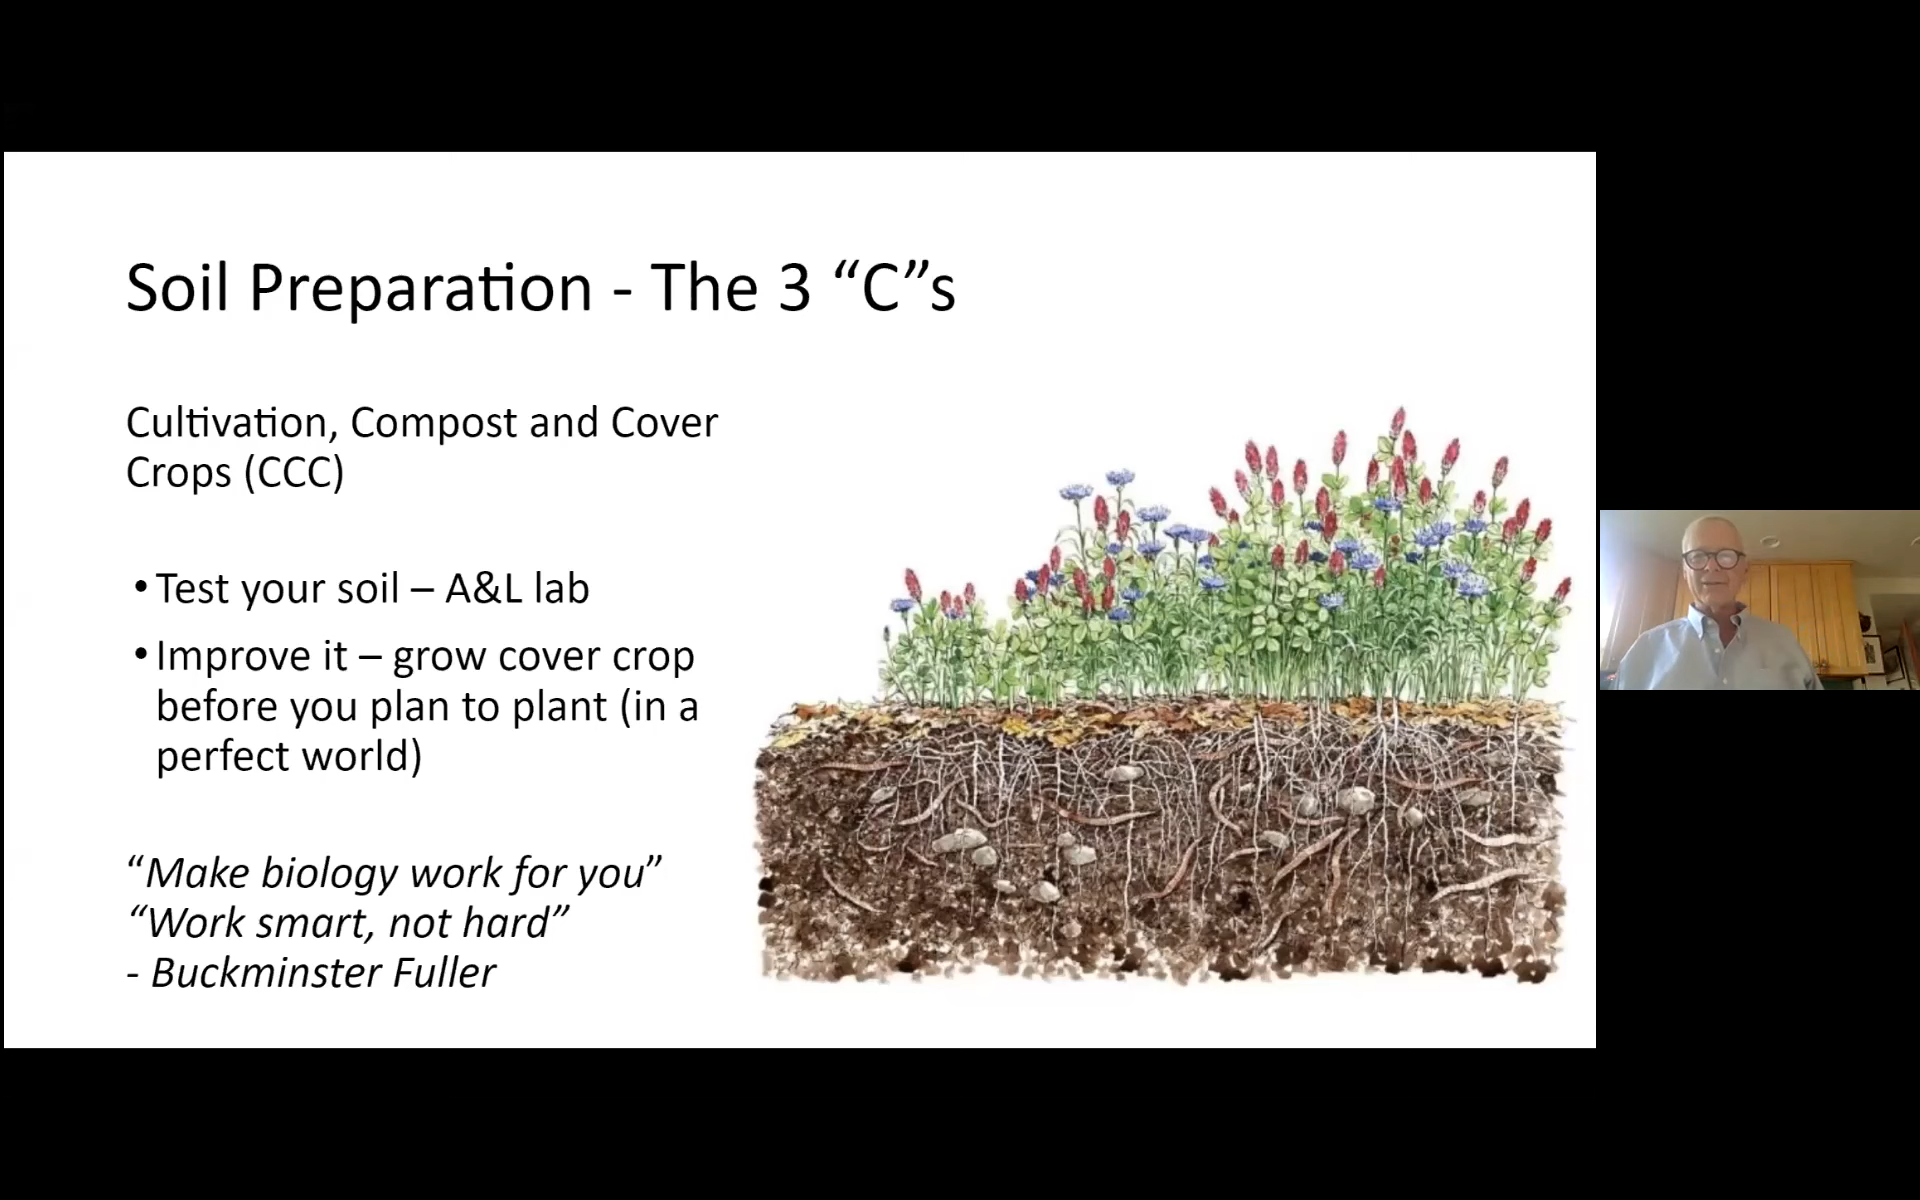 Soil Preparation - The 3 “C”s
Cultivation, Compost and Cover
Crops (CCC)
•Test your soil – A&L lab
•Improve it – grow cover crop
before you plan to plant (in a
perfect world)
“Make biology work for you”
“Work smart, not hard”
- Buckminster Fuller